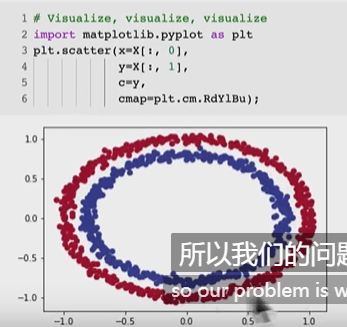 1 # Visualize, visualize, visualize
2 import matplotlib.pyplot as plt
3 plt.scatter(x=X[:, 0],
4 y=X[:, 1],
5 c=y,
6 cmap=plt.cm.RdYlBu);
1.0
0.5
0.0
−0.5
−1.0
−1.0 −0.5 0.0 0.5 1.0
所以我们的问题
so our problem is w